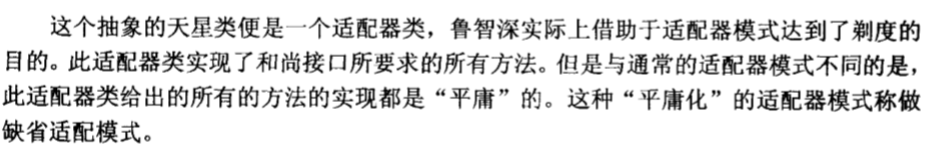 这个抽象的天星类便是一个适配器类，鲁智深实际上借助于适配器模式达到了剃度的
目的。此适配器类实现了和尚接口所要求的所有方法。但是与通常的适配器模式不同的是，
此适配器类给出的所有的方法的实现都是“平庸”的。这种“平庸化”的适配器模式称做
缺省适配模式。